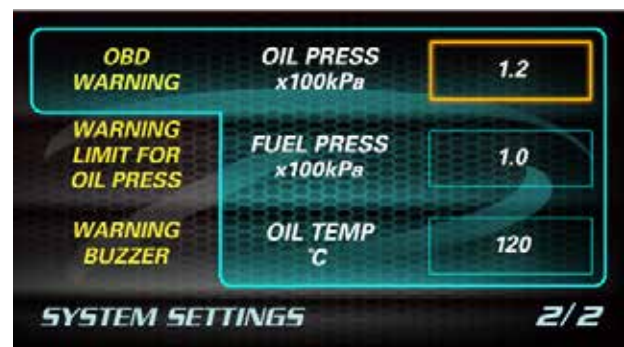 OBD
WARNING
OIL PRESS
x100kPa
1.2
WARNING
LIMIT FOR
OIL PRESS
FUEL PRESS
x100kPa
1.0
WARNING
BUZZER
OIL TEMP
℃
120
SYSTEM SETTINGS
2/2